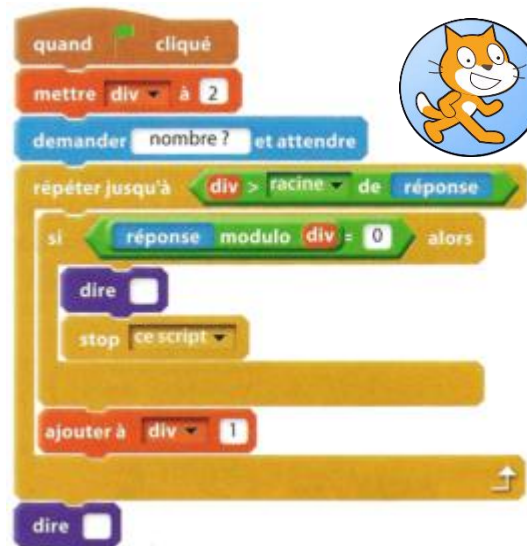 quand cliqué
mettre div à 2
demander nombre ? et attendre
répéter jusqu'à div > racine de réponse
si réponse modulo div = 0 alors
dire
stop ce script
ajouter à div 1
dire